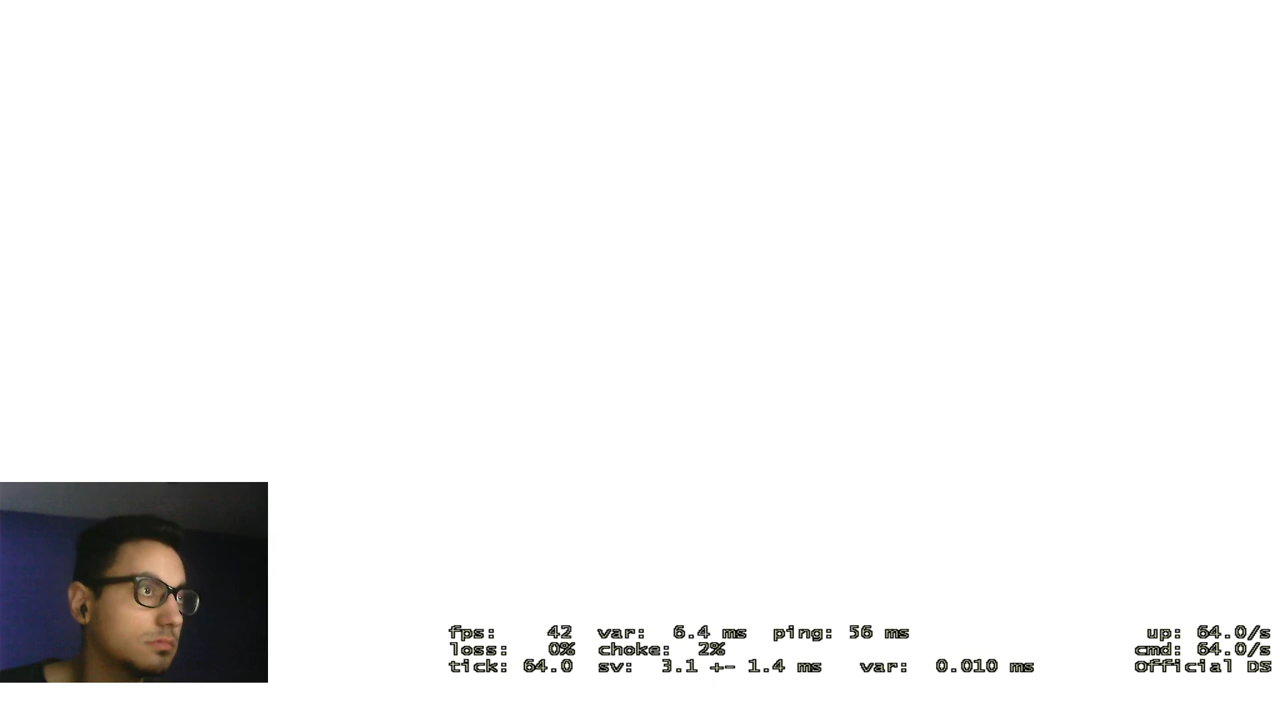 fps: 42 var: 6.4 ms ping: 56 ms up: 64.0/s
loss: 0% choke: 2% cmd: 64.0/s
tick: 64.0 sv: 3.1 +- 1.4 ms var: 0.010 ms Official DS